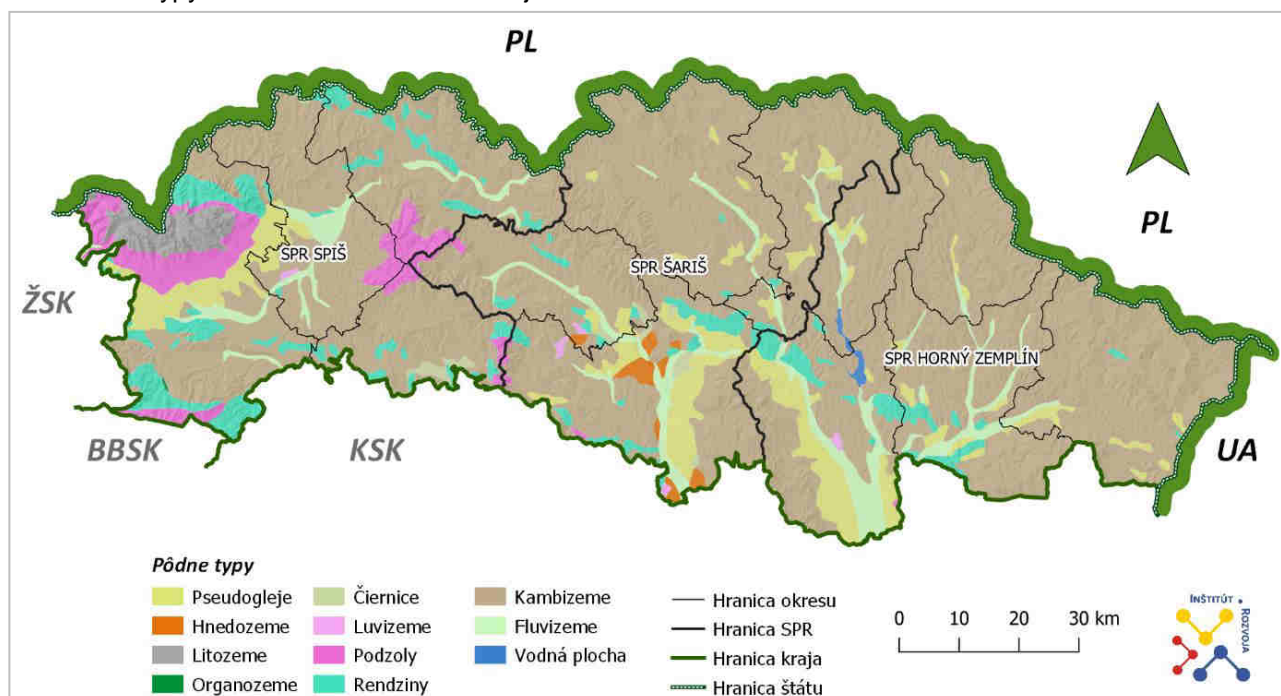 PL
PL
SPR SPIŠ
SPR ŠARIŠ
ŽSK
SPR HORNÝ ZEMPLÍN
BBSK
KSK
UA
Pôdne typy
Pseudogleje
Čiernice
Kambizeme
Hranica okresu
Hnedozeme
Luvizeme
Fluvizeme
Hranica SPR
Litozeme
Podzoly
Vodná plocha
Hranica kraja
Organozeme
Rendziny
Hranica štátu
0 10 20 30 km
INŠTITÚT • ROZVOJA